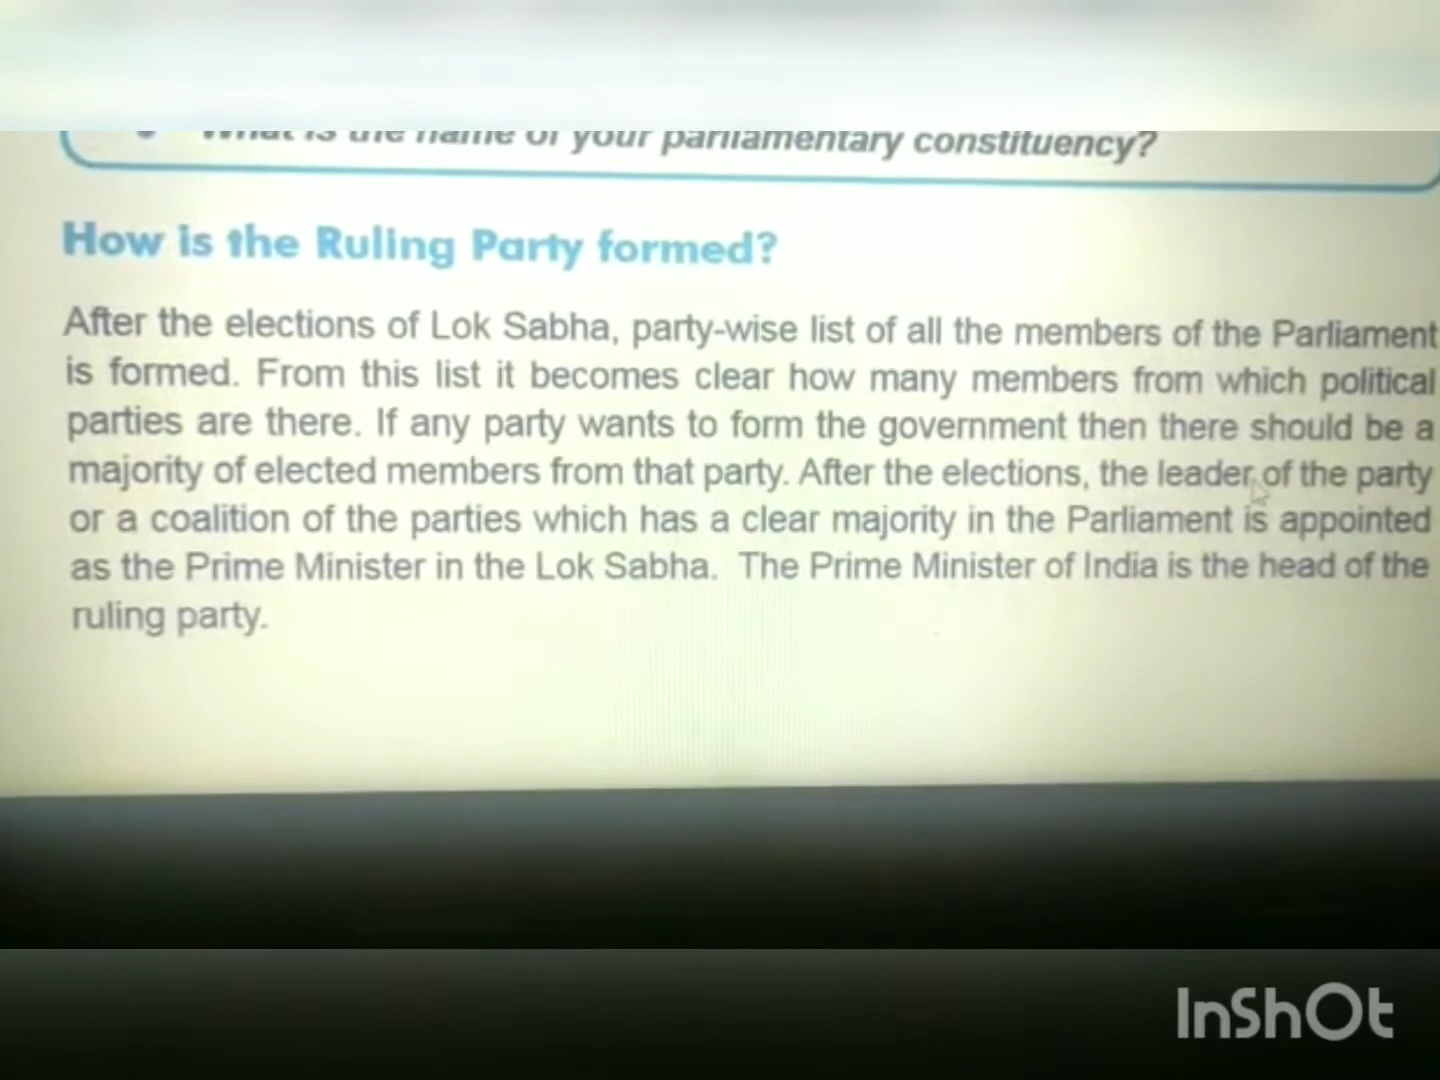 What is the name of your parliamentary constituency?
How is the Ruling Party formed?
After the elections of Lok Sabha, party-wise list of all the members of the Parliament
is formed. From this list it becomes clear how many members from which political
parties are there. If any party wants to form the government then there should be a
majority of elected members from that party. After the elections, the leader of the party
or a coalition of the parties which has a clear majority in the Parliament is appointed
as the Prime Minister in the Lok Sabha. The Prime Minister of India is the head of the
ruling party.
InShOt